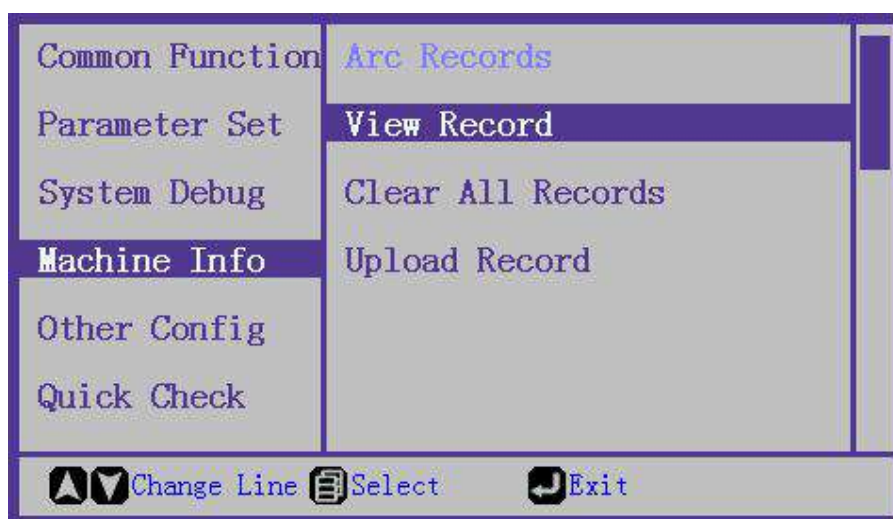 Common Function
Parameter Set
System Debug
Machine Info
Other Config
Quick Check
Arc Records
View Record
Clear All Records
Upload Record
Change Line Select Exit